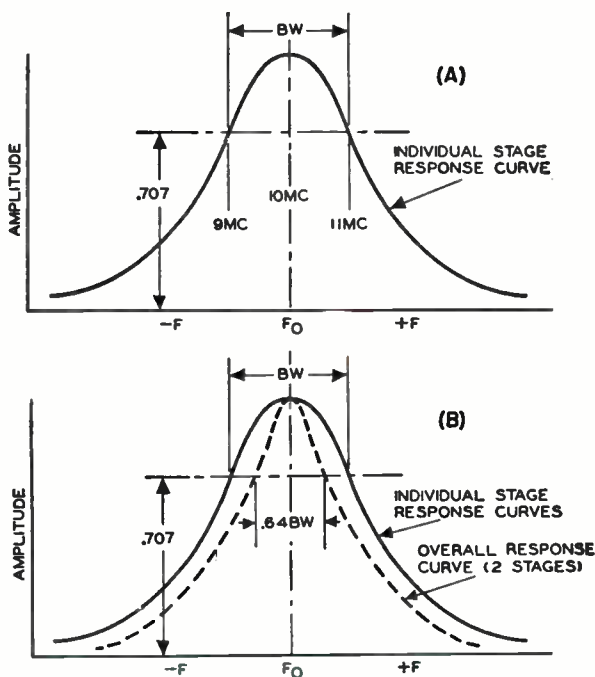 BW
(A)
AMPLITUDE
.707
INDIVIDUAL STAGE
RESPONSE CURVE
10MC
9MC
11MC
-F
FO
+F
BW
(B)
AMPLITUDE
.707
.64BW
INDIVIDUAL STAGE
RESPONSE CURVES
OVERALL RESPONSE
CURVE (2 STAGES)
-F
FO
+F